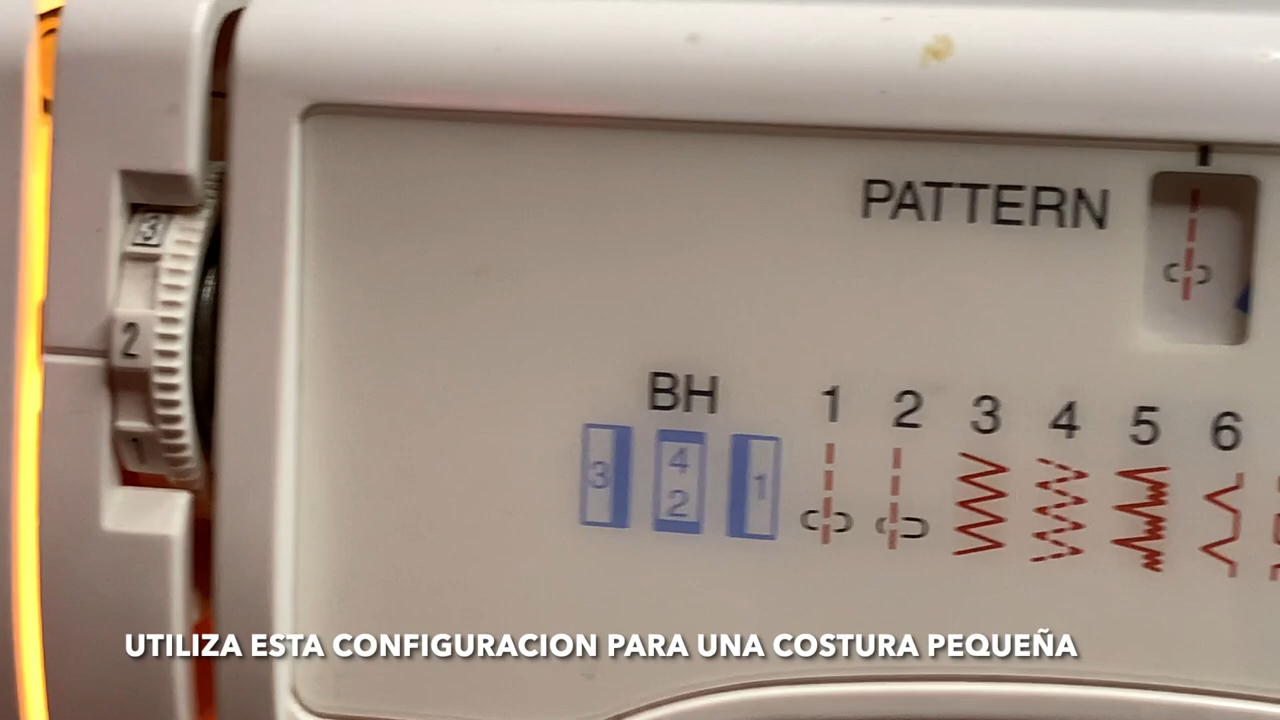 PATTERN
3
2
1
BH
1 2 3 4 5 6
3 4 1
2
UTILIZA ESTA CONFIGURACION PARA UNA COSTURA PEQUEÑA